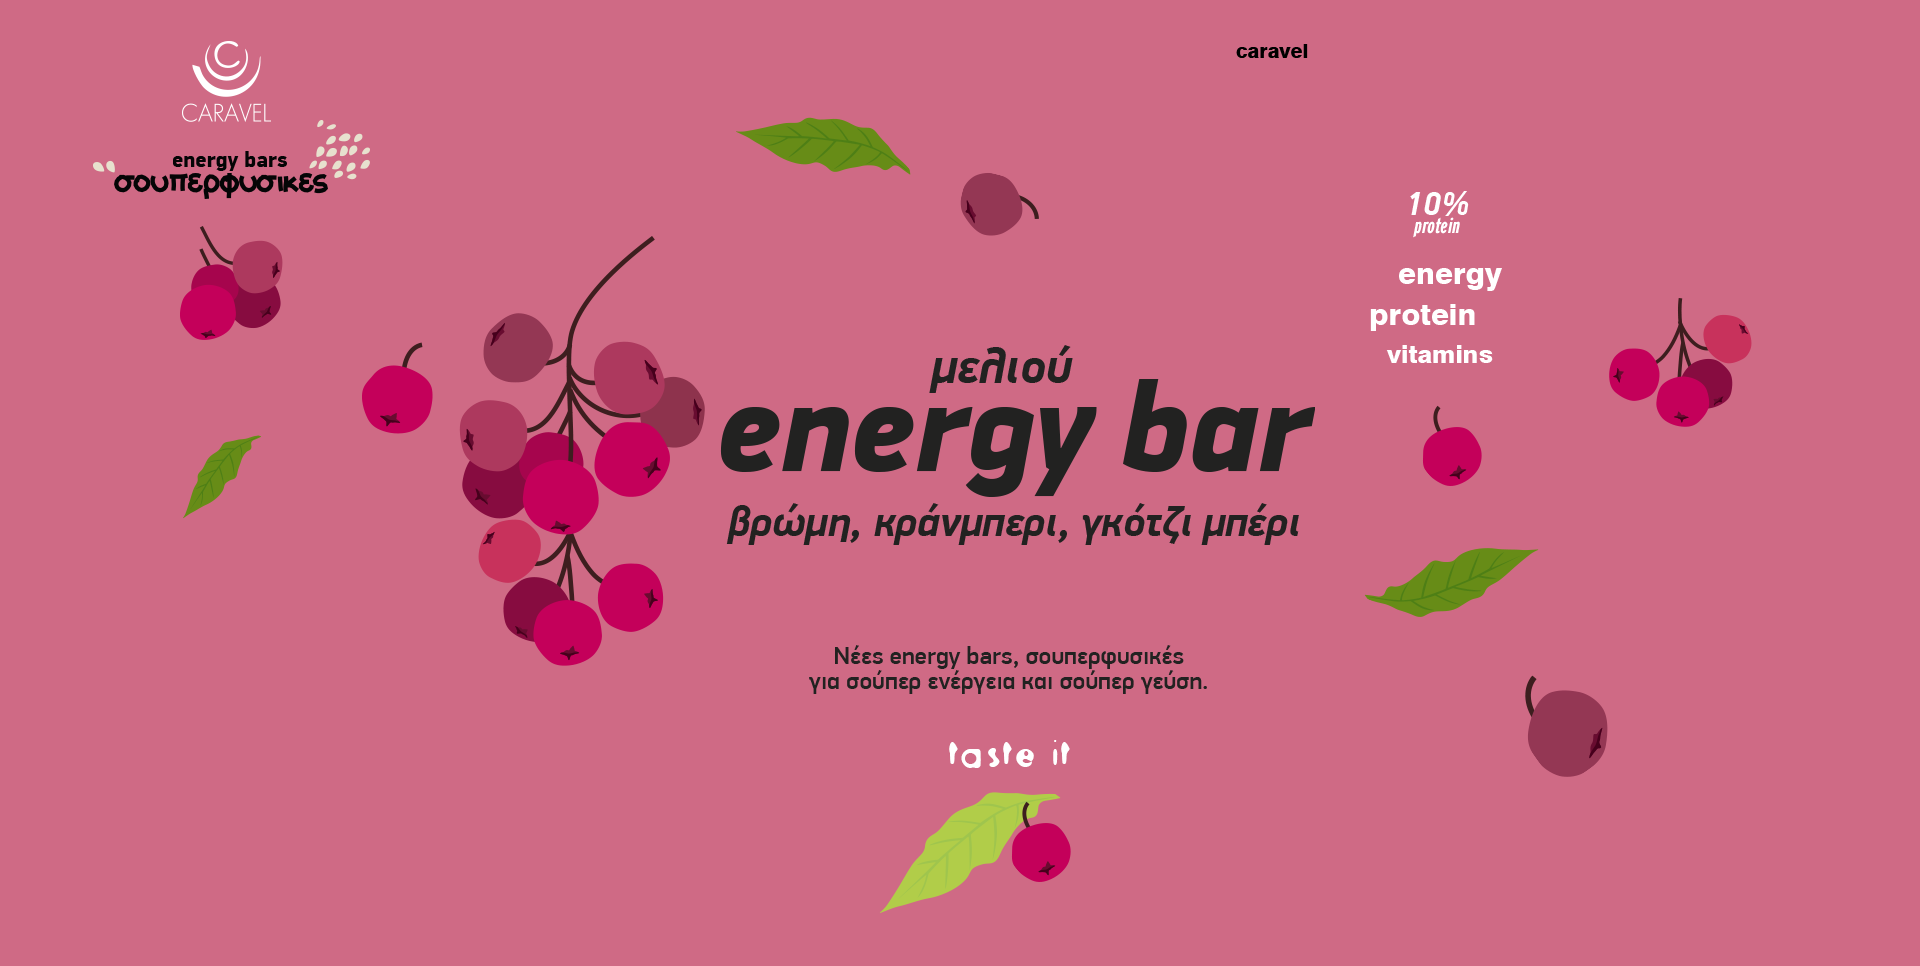 CARAVEL
energy bars
σουπερφυσικές
caravel
10%
protein
energy
protein
vitamins
μελιού
energy bar
βρώμη, κράνμπερι, γκότζι μπέρι
Νέες energy bars, σουπερφυσικές
για σούπερ ενέργεια και σούπερ γεύση.
taste it